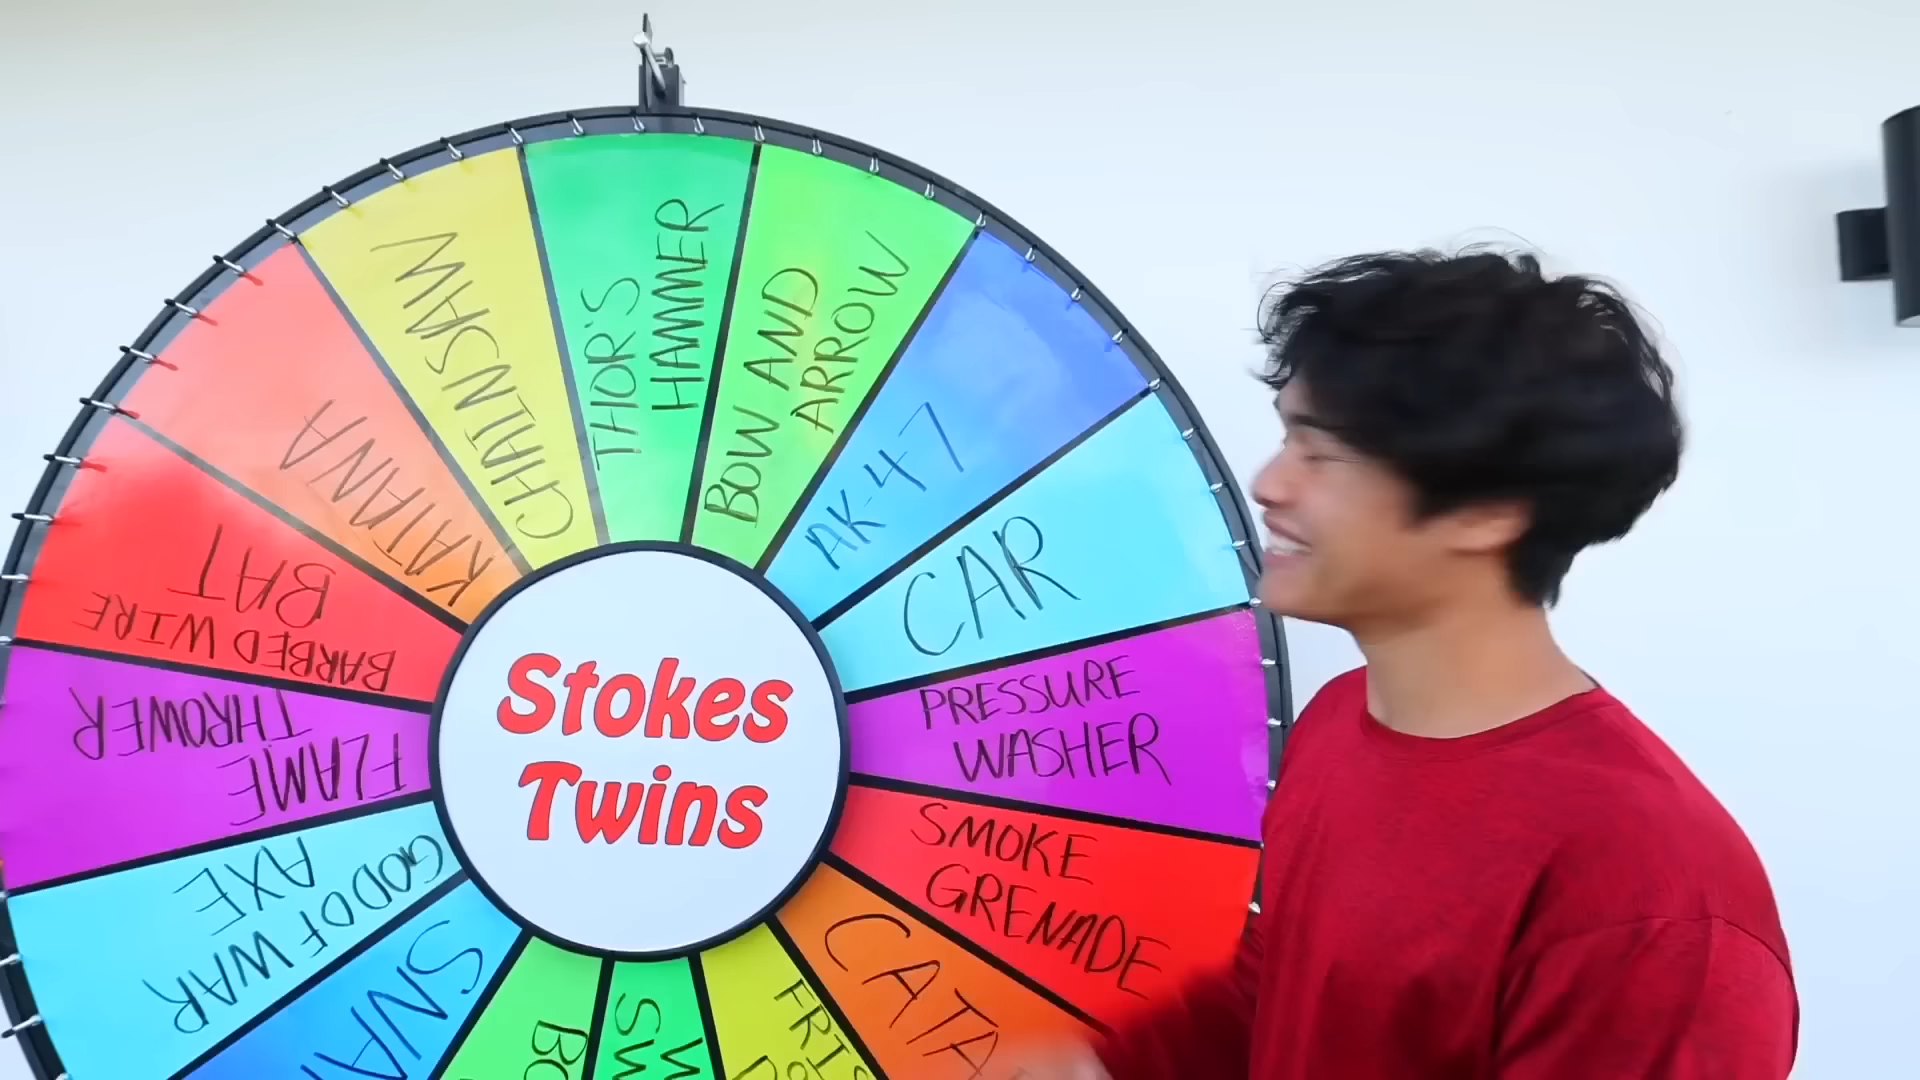 Stokes
Twins
THOR'S
HAMMER
BOW AND
ARROW
AK-47
CAR
PRESSURE
WASHER
SMOKE
GRENADE
GOD OF WAR
AXE
FLAME
THROWER
BARBED WIRE
BAT
KATANA
CHAINSAW